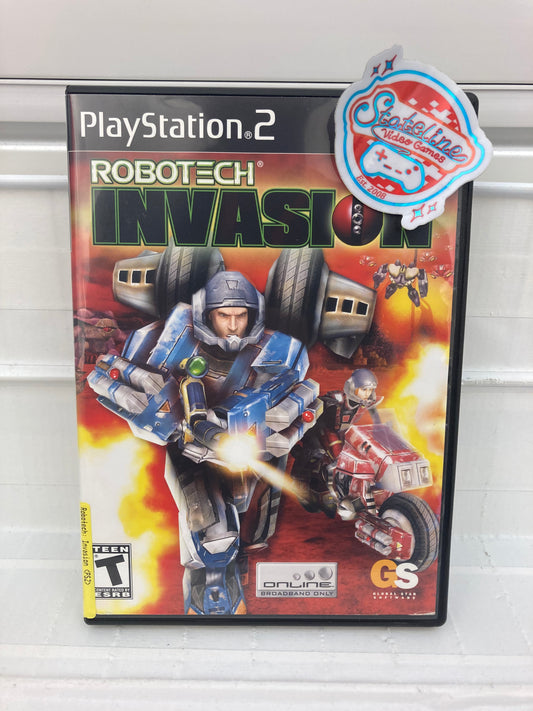 PlayStation®2
Stateline
Video Games
Est. 2008
ROBOTECH®
INVASION
Robotech: Invasion (PS2)
TEEN
T
CONTENT RATED BY
ESRB
ONLINE
BROADBAND ONLY
GS
GLOBAL STAR
SOFTWARE